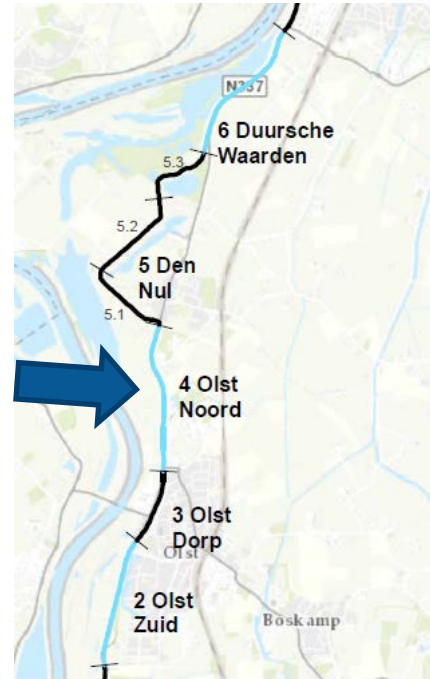 N337
6 Duursche
Waarden
5.3
5.2
5 Den
Nul
5.1
4 Olst
Noord
3 Olst
Dorp
Olst
2 Olst
Zuid
Boskamp